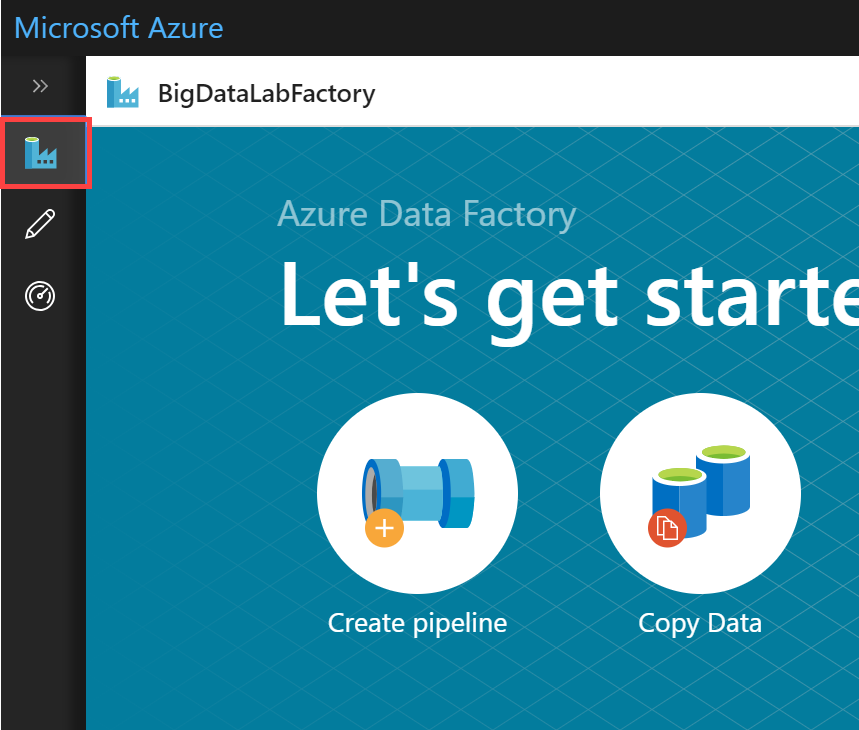 Microsoft Azure
BigDataLabFactory
Azure Data Factory
Let's get starte
Create pipeline
Copy Data